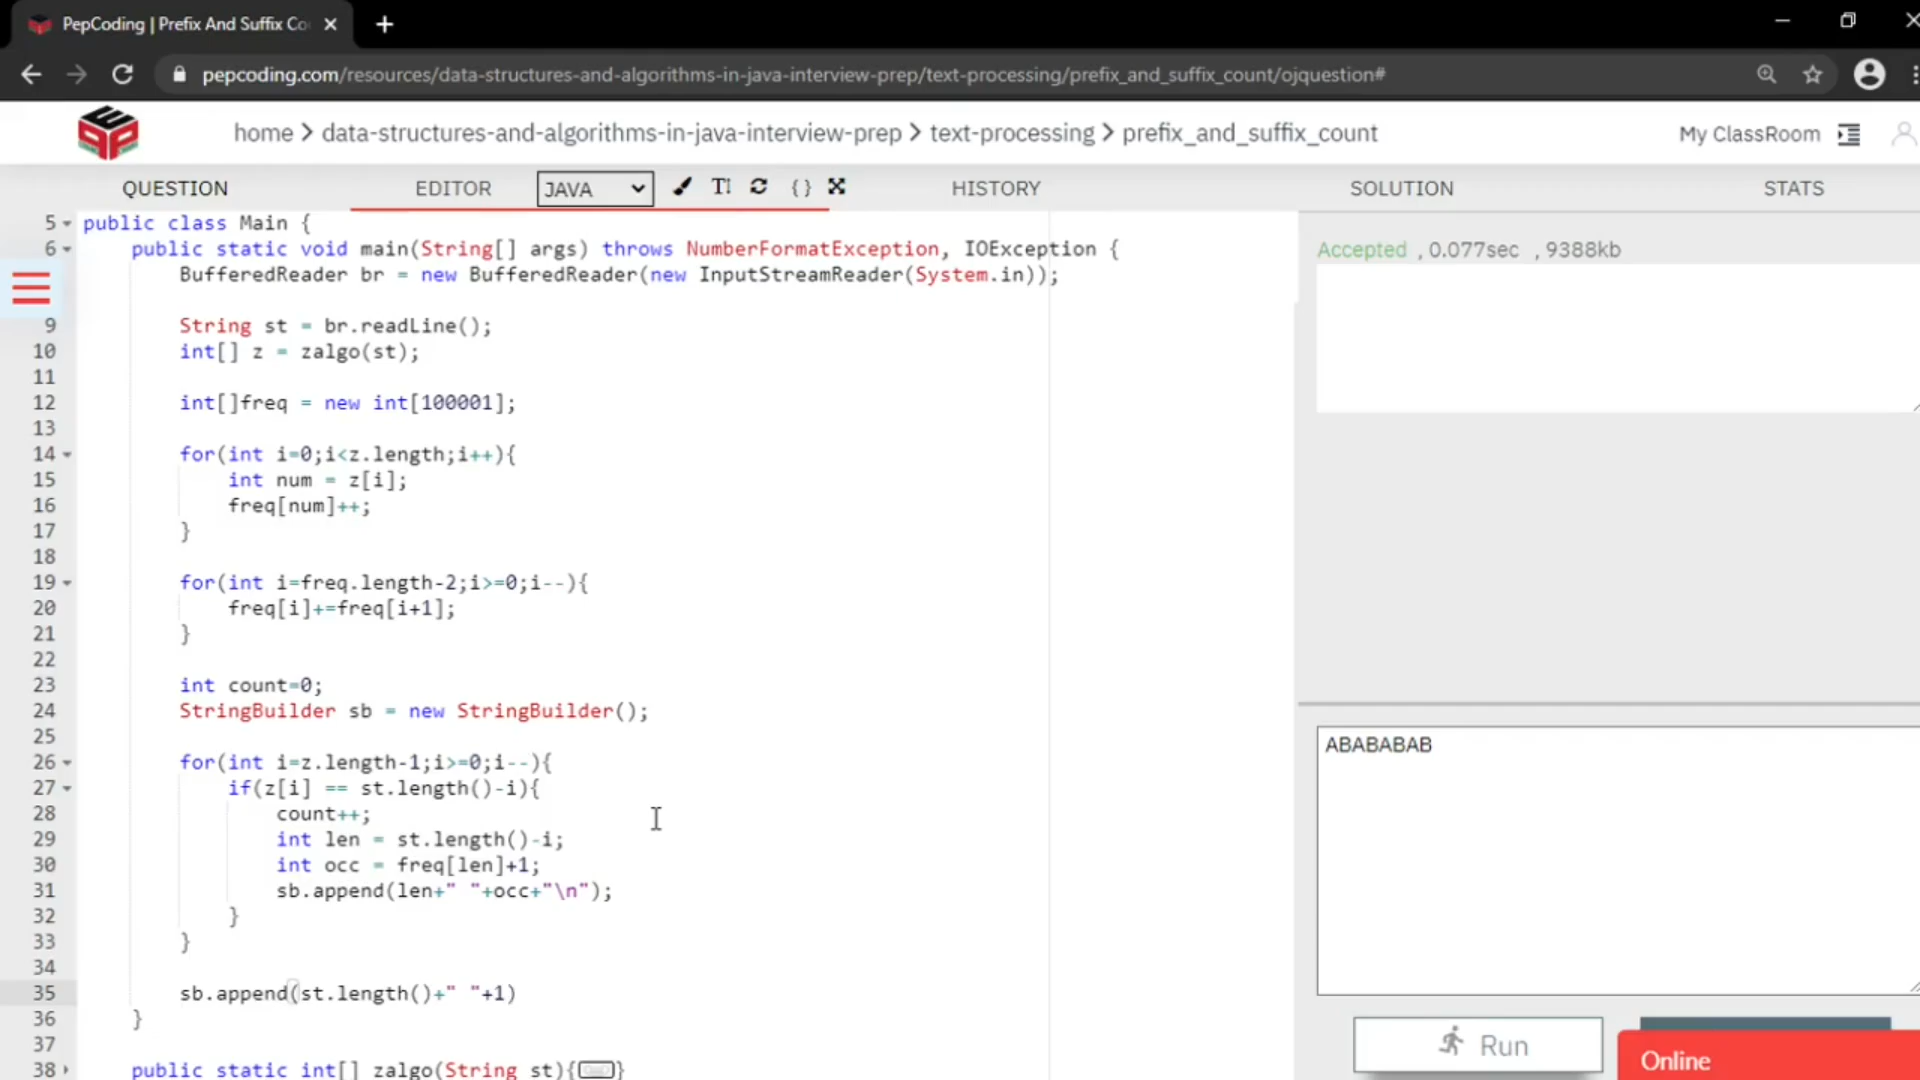 PepCoding | Prefix And Suffix Co
pepcoding.com/resources/data-structures-and-algorithms-in-java-interview-prep/text-processing/prefix_and_suffix_count/ojquestion#
home > data-structures-and-algorithms-in-java-interview-prep > text-processing > prefix_and_suffix_count
My ClassRoom
QUESTION EDITOR JAVA HISTORY SOLUTION STATS
5 public class Main {
6 public static void main(String[] args) throws NumberFormatException, IOException {
BufferedReader br = new BufferedReader(new InputStreamReader(System.in));
9 String st = br.readLine();
10 int[] z = zalgo(st);
11
12 int[]freq = new int[100001];
13
14 for(int i=0;i<z.length;i++){
15 int num = z[i];
16 freq[num]++;
17 }
18
19 for(int i=freq.length-2;i>=0;i--){
20 freq[i]+=freq[i+1];
21 }
22
23 int count=0;
24 StringBuilder sb = new StringBuilder();
25
26 for(int i=z.length-1;i>=0;i--){
27 if(z[i] == st.length()-i){
28 count++;
29 int len = st.length()-i;
30 int occ = freq[len]+1;
31 sb.append(len+" "+occ+"\n");
32 }
33 }
34
35 sb.append(st.length()+" "+1)
36 }
37
38 public static int[] zalgo(String st){}
Accepted , 0.077sec , 9388kb
ABABABAB
Run
Online